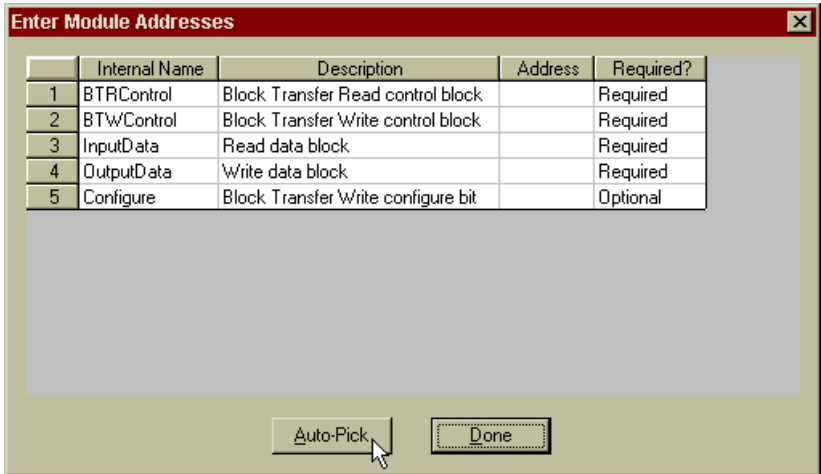 Enter Module Addresses
Internal Name Description Address Required?
1 BTRControl Block Transfer Read control block Required
2 BTWControl Block Transfer Write control block Required
3 InputData Read data block Required
4 OutputData Write data block Required
5 Configure Block Transfer Write configure bit Optional
Auto-Pick Done